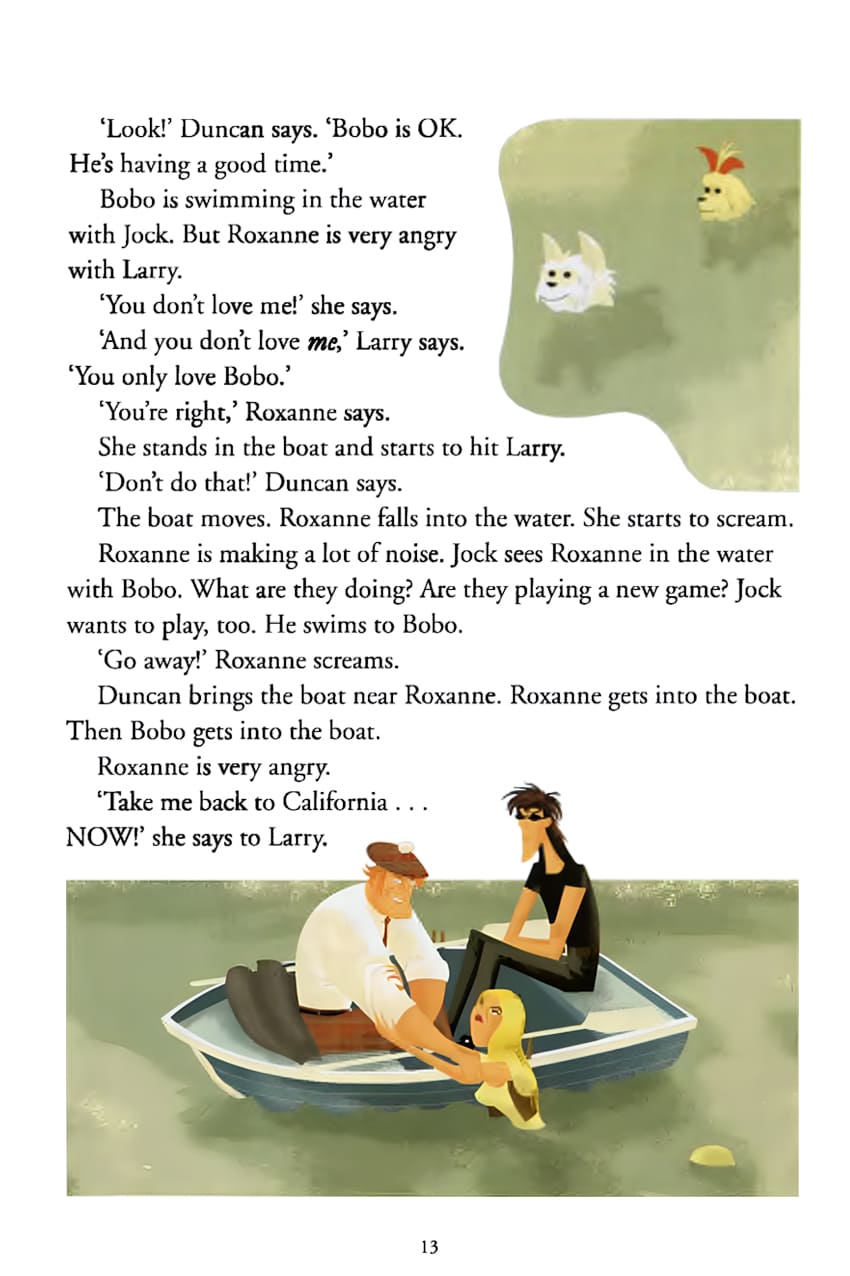 ‘Look!’ Duncan says. ‘Bobo is OK.
He’s having a good time.’
Bobo is swimming in the water
with Jock. But Roxanne is very angry
with Larry.
‘You don’t love me!’ she says.
‘And you don’t love me,’ Larry says.
‘You only love Bobo.’
‘You’re right,’ Roxanne says.
She stands in the boat and starts to hit Larry.
‘Don’t do that!’ Duncan says.
The boat moves. Roxanne falls into the water. She starts to scream.
Roxanne is making a lot of noise. Jock sees Roxanne in the water
with Bobo. What are they doing? Are they playing a new game? Jock
wants to play, too. He swims to Bobo.
‘Go away!’ Roxanne screams.
Duncan brings the boat near Roxanne. Roxanne gets into the boat.
Then Bobo gets into the boat.
Roxanne is very angry.
‘Take me back to California . . .
NOW!’ she says to Larry.
13